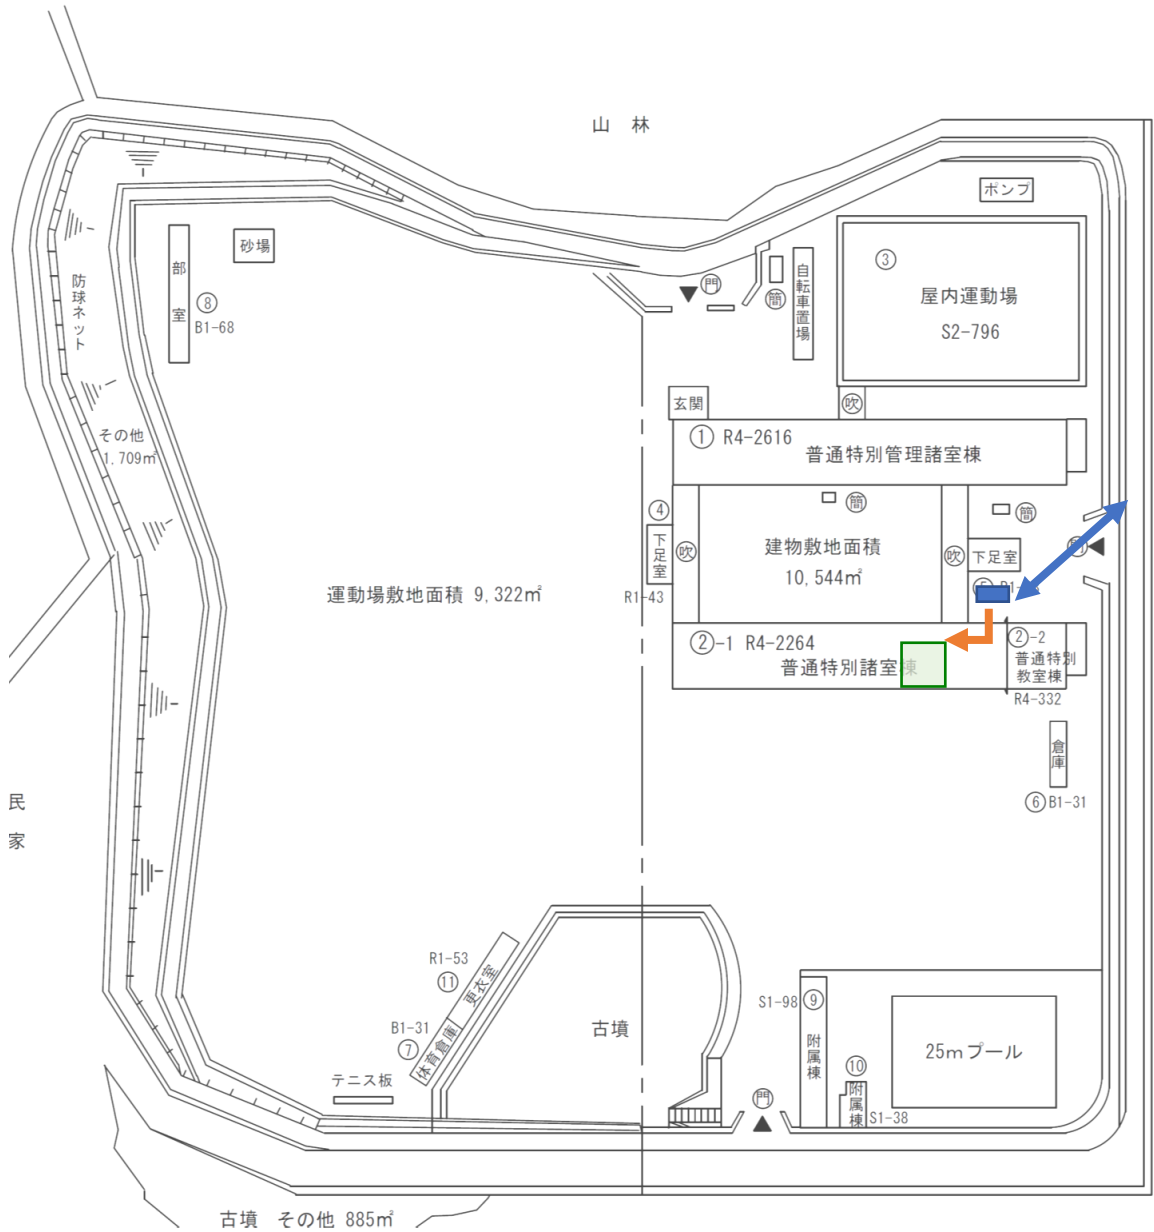 山 林
ポンプ
③
屋内運動場
S2-796
自転車置場
簡
門
砂場
部室
⑧
B1-68
防球ネット
その他
1,709㎡
玄関
吹
① R4-2616
普通特別管理諸室棟
④
下足室
R1-43
吹
簡
建物敷地面積
10,544㎡
吹
簡
下足室
門
運動場敷地面積 9,322㎡
②-1 R4-2264
普通特別諸室棟
②-2
普通特別
教室棟
R4-332
倉庫
⑥B1-31
民家
R1-53
⑪
更衣室
B1-31
⑦
体育倉庫
テニス板
古墳
門
S1-98
⑨
附属棟
⑩
附属棟
S1-38
25mプール
古墳 その他 885㎡